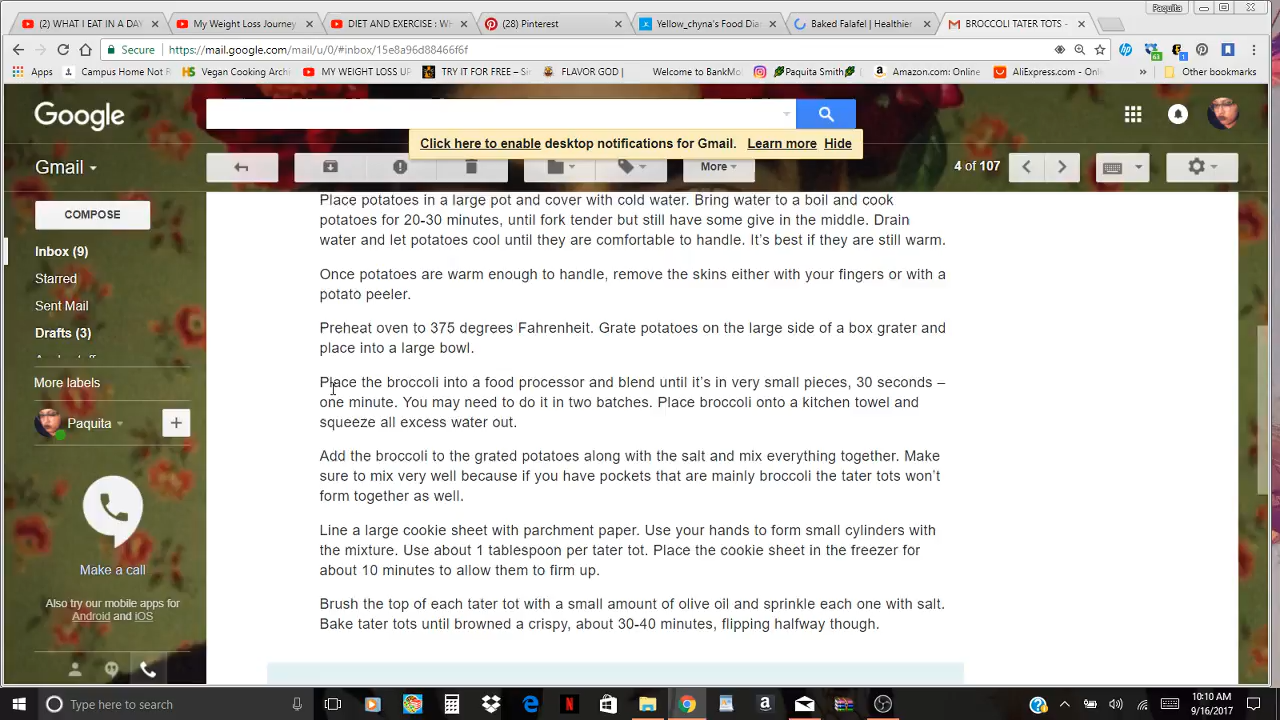 Paquita
(2) WHAT I EAT IN A DAY
My Weight Loss Journey
DIET AND EXERCISE : WH
(28) Pinterest
Yellow_chyna's Food Dia
Baked Falafel | Healthier
BROCCOLI TATER TOTS -
Secure
https://mail.google.com/mail/u/0/#inbox/15e8a96d88466f6f
Apps
Campus Home Not R
Vegan Cooking Archi
MY WEIGHT LOSS UP
TRY IT FOR FREE – Si
FLAVOR GOD |
Welcome to BankMo
Paquita Smith
Amazon.com: Online
AliExpress.com - On
Other bookmarks
Google
Click here to enable desktop notifications for Gmail. Learn more Hide
Gmail
More
4 of 107
COMPOSE
Inbox (9)
Starred
Sent Mail
Drafts (3)
More labels
Paquita
Make a call
Also try our mobile apps for
Android and iOS
Place potatoes in a large pot and cover with cold water. Bring water to a boil and cook
potatoes for 20-30 minutes, until fork tender but still have some give in the middle. Drain
water and let potatoes cool until they are comfortable to handle. It's best if they are still warm.
Once potatoes are warm enough to handle, remove the skins either with your fingers or with a
potato peeler.
Preheat oven to 375 degrees Fahrenheit. Grate potatoes on the large side of a box grater and
place into a large bowl.
Place the broccoli into a food processor and blend until it's in very small pieces, 30 seconds –
one minute. You may need to do it in two batches. Place broccoli onto a kitchen towel and
squeeze all excess water out.
Add the broccoli to the grated potatoes along with the salt and mix everything together. Make
sure to mix very well because if you have pockets that are mainly broccoli the tater tots won't
form together as well.
Line a large cookie sheet with parchment paper. Use your hands to form small cylinders with
the mixture. Use about 1 tablespoon per tater tot. Place the cookie sheet in the freezer for
about 10 minutes to allow them to firm up.
Brush the top of each tater tot with a small amount of olive oil and sprinkle each one with salt.
Bake tater tots until browned a crispy, about 30-40 minutes, flipping halfway though.
Type here to search
10:10 AM
9/16/2017